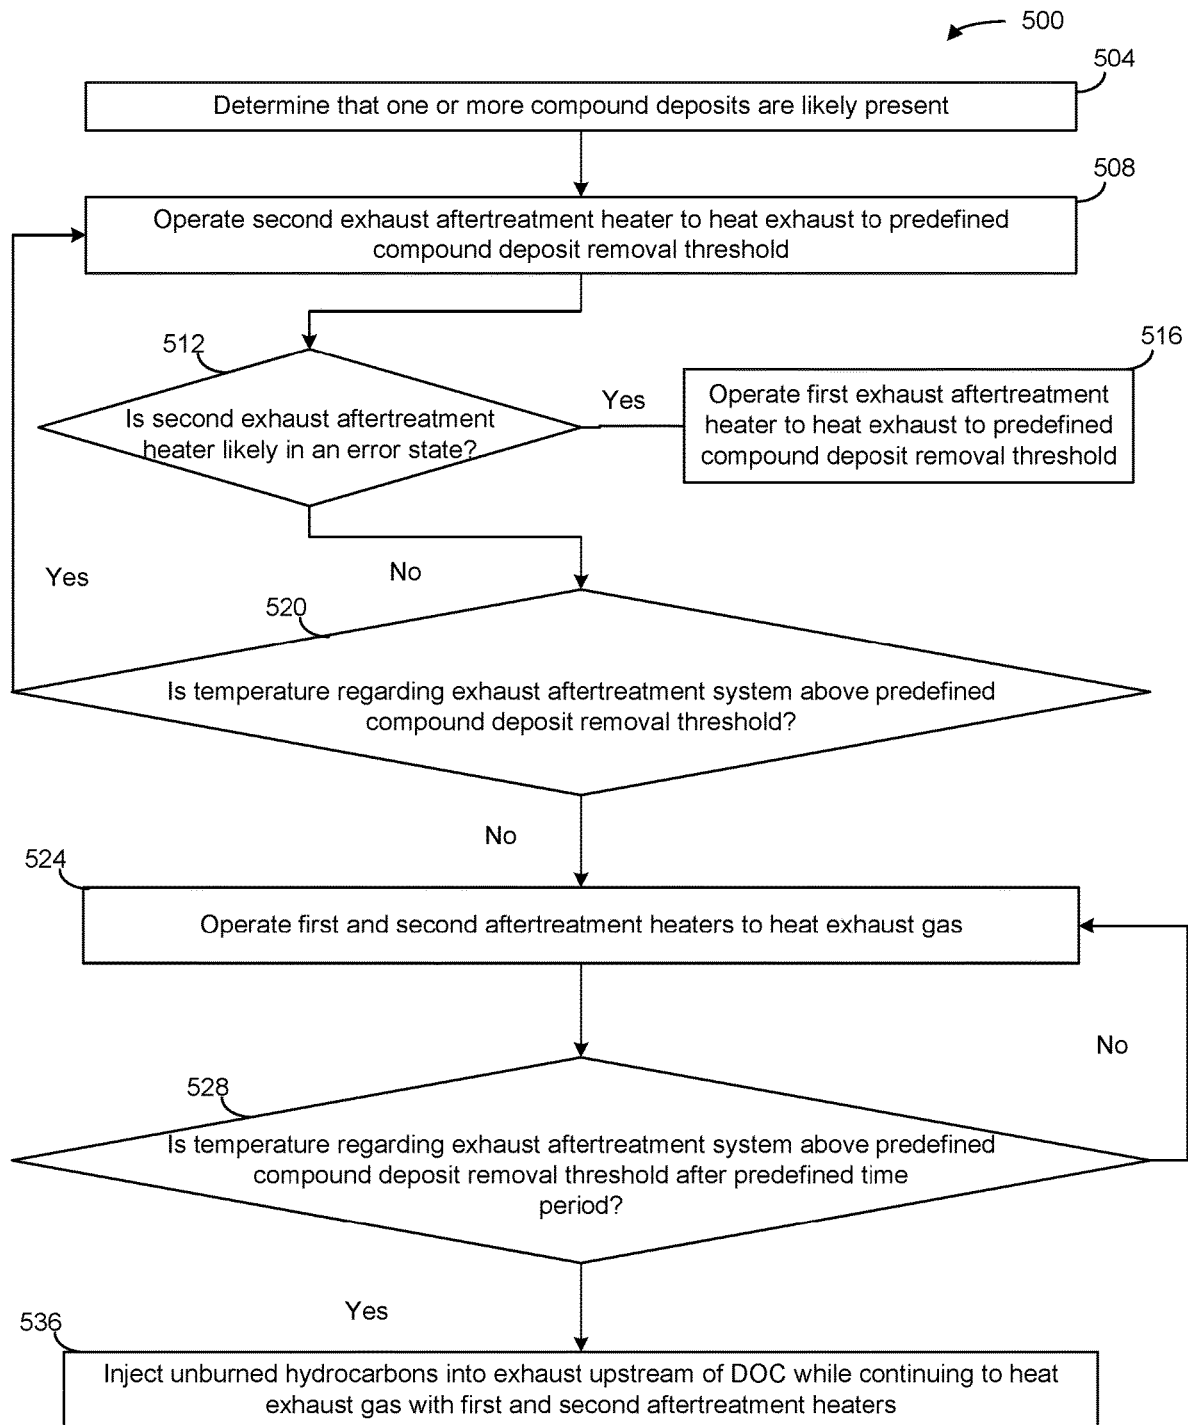 500
504
Determine that one or more compound deposits are likely present
508
Operate second exhaust aftertreatment heater to heat exhaust to predefined
compound deposit removal threshold
512
Is second exhaust aftertreatment
heater likely in an error state?
Yes
516
Operate first exhaust aftertreatment
heater to heat exhaust to predefined
compound deposit removal threshold
Yes
No
520
Is temperature regarding exhaust aftertreatment system above predefined
compound deposit removal threshold?
No
524
Operate first and second aftertreatment heaters to heat exhaust gas
No
528
Is temperature regarding exhaust aftertreatment system above predefined
compound deposit removal threshold after predefined time
period?
Yes
536
Inject unburned hydrocarbons into exhaust upstream of DOC while continuing to heat
exhaust gas with first and second aftertreatment heaters